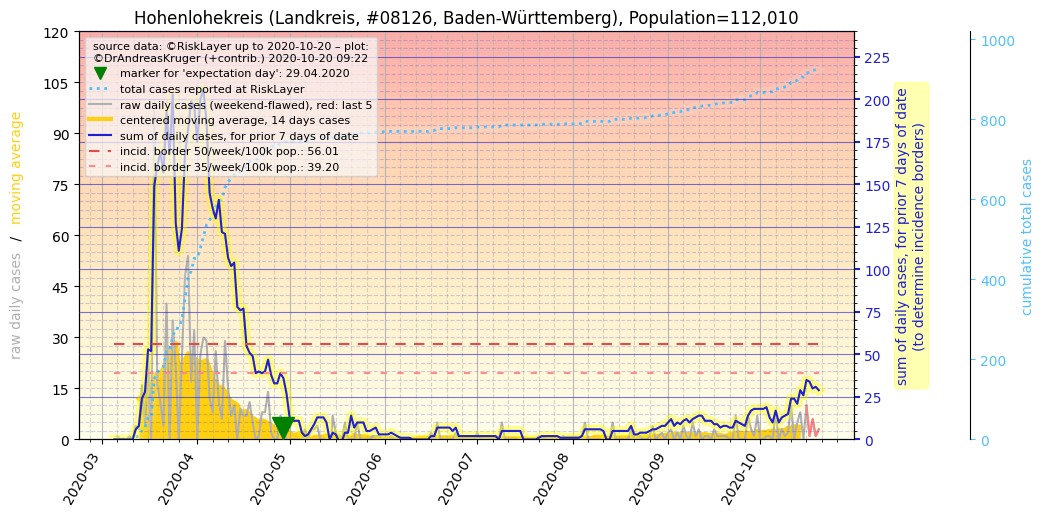 Hohenlohekreis (Landkreis, #08126, Baden-Württemberg), Population=112,010
source data: ©RiskLayer up to 2020-10-20 – plot:
©DrAndreasKruger (+contrib.) 2020-10-20 09:22
marker for 'expectation day': 29.04.2020
total cases reported at RiskLayer
raw daily cases (weekend-flawed), red: last 5
centered moving average, 14 days cases
sum of daily cases, for prior 7 days of date
incid. border 50/week/100k pop.: 56.01
incid. border 35/week/100k pop.: 39.20
raw daily cases / moving average
120
105
90
75
60
45
30
15
0
2020-03
2020-04
2020-05
2020-06
2020-07
2020-08
2020-09
2020-10
225
200
175
150
125
100
75
50
25
0
sum of daily cases, for prior 7 days of date
(to determine incidence borders)
1000
800
600
400
200
0
cumulative total cases